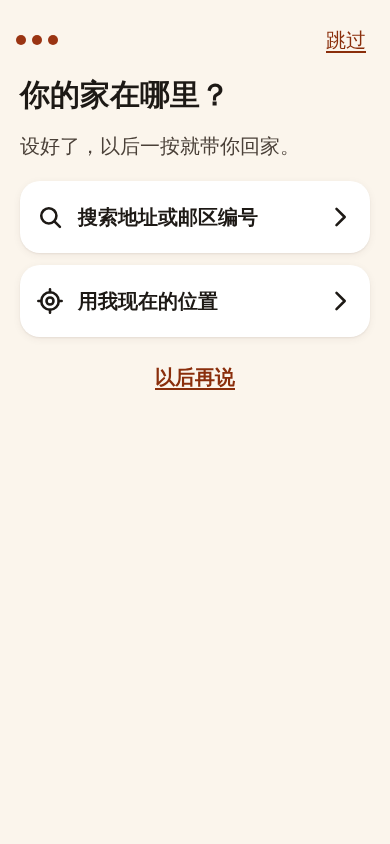 跳过
你的家在哪里？
设好了，以后一按就带你回家。
搜索地址或邮区编号
用我现在的位置
以后再说